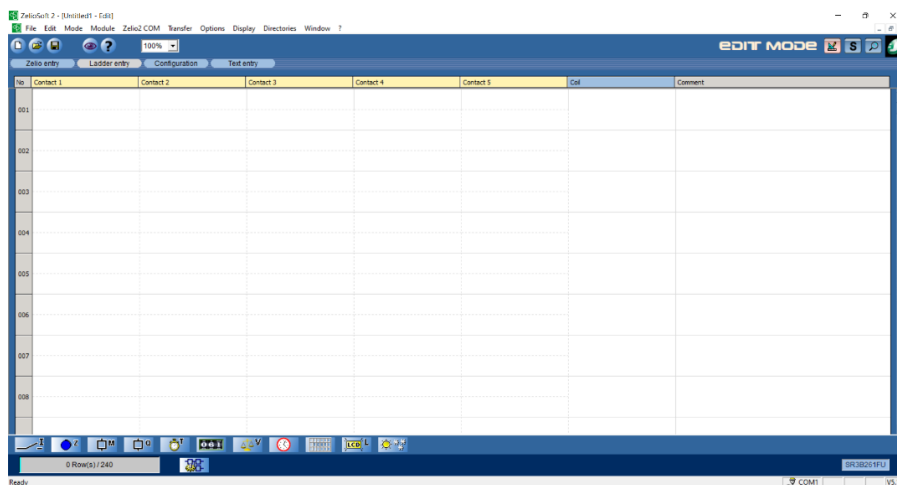 ZelioSoft 2 - [Untitled1 - Edit]
File Edit Mode Module Zelio2 COM Transfer Options Display Directories Window ?
100% EDIT MODE S
Zelio entry Ladder entry Configuration Text entry
No Contact 1 Contact 2 Contact 3 Contact 4 Contact 5 Coil Comment
001
002
003
004
005
006
007
008
I Z M Q T V LCD L
0 Row(s) / 240 SR3B261FU
Ready COM1 V5.